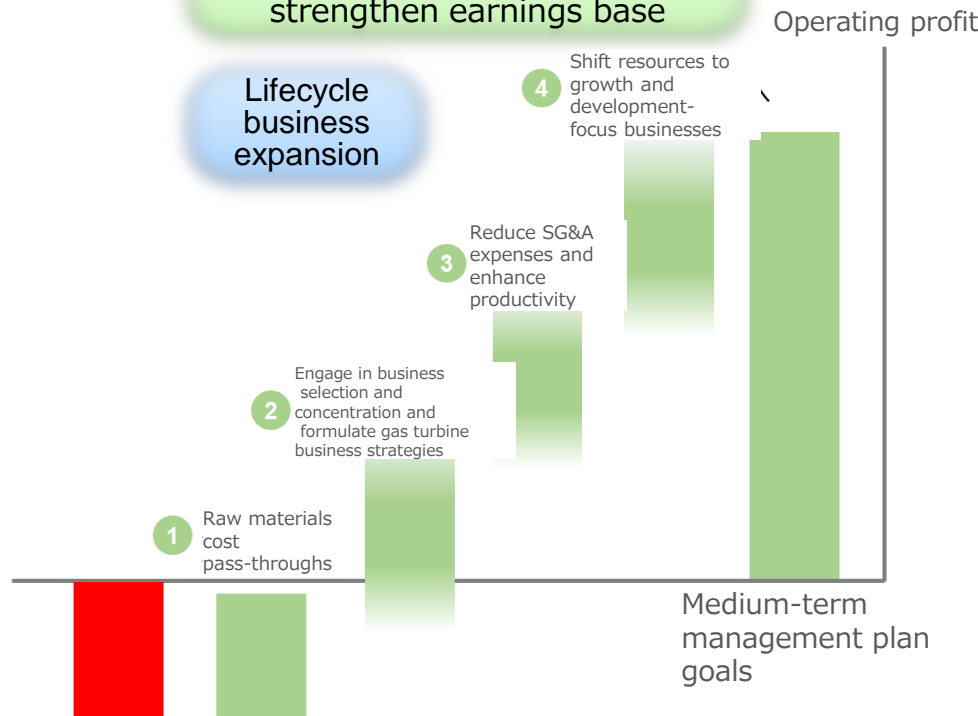 strengthen earnings base
Operating profit
Lifecycle
business
expansion
4
Shift resources to
growth and
development-
focus businesses
3
Reduce SG&A
expenses and
enhance
productivity
2
Engage in business
selection and
concentration and
formulate gas turbine
business strategies
1
Raw materials
cost
pass-throughs
Medium-term
management plan
goals